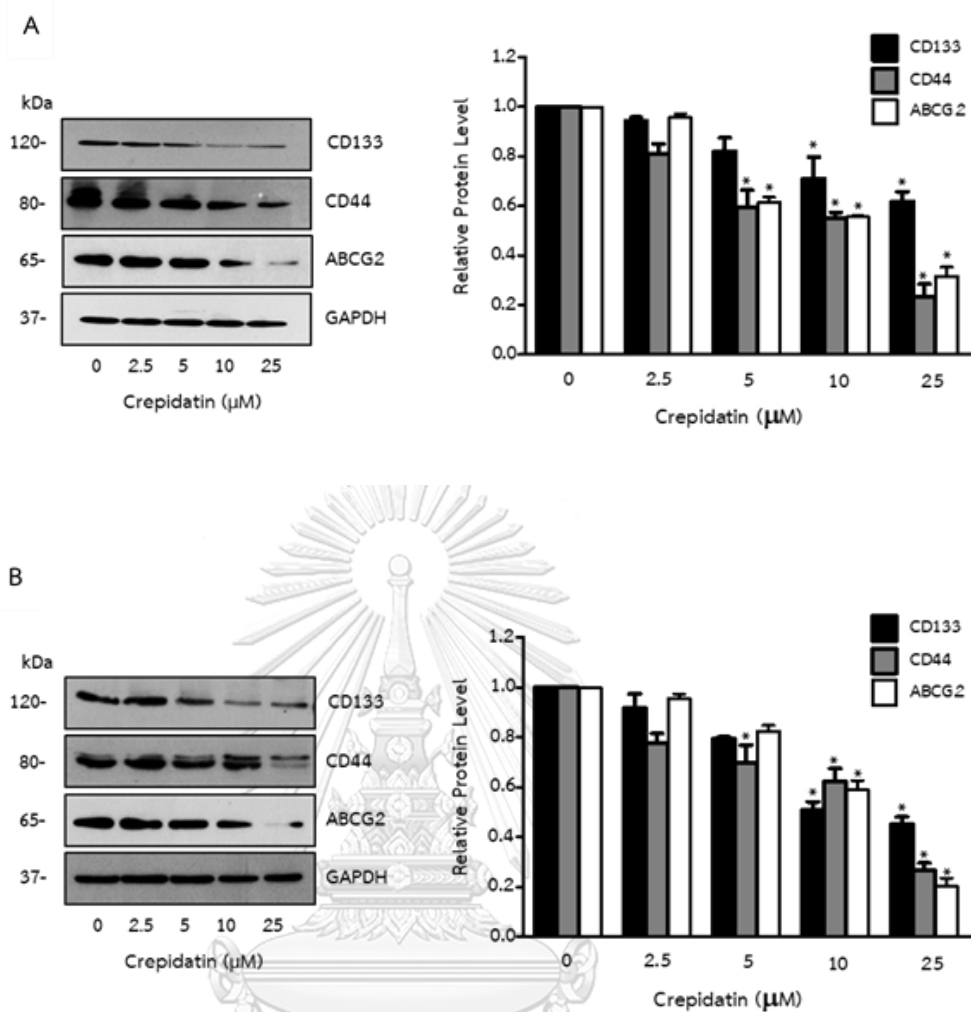 A
kDa
120-
CD133
80-
CD44
65-
ABCG2
37-
GAPDH
0 2.5 5 10 25
Crepidatin (µM)
CD133
CD44
ABCG2
Relative Protein Level
1.2
1.0
0.8
0.6
0.4
0.2
0.0
* * * * * * * *
0 2.5 5 10 25
Crepidatin (µM)
B
kDa
120-
CD133
80-
CD44
65-
ABCG2
37-
GAPDH
0 2.5 5 10 25
Crepidatin (µM)
CD133
CD44
ABCG2
Relative Protein Level
1.2
1.0
0.8
0.6
0.4
0.2
0.0
* * * * * * *
0 2.5 5 10 25
Crepidatin (µM)